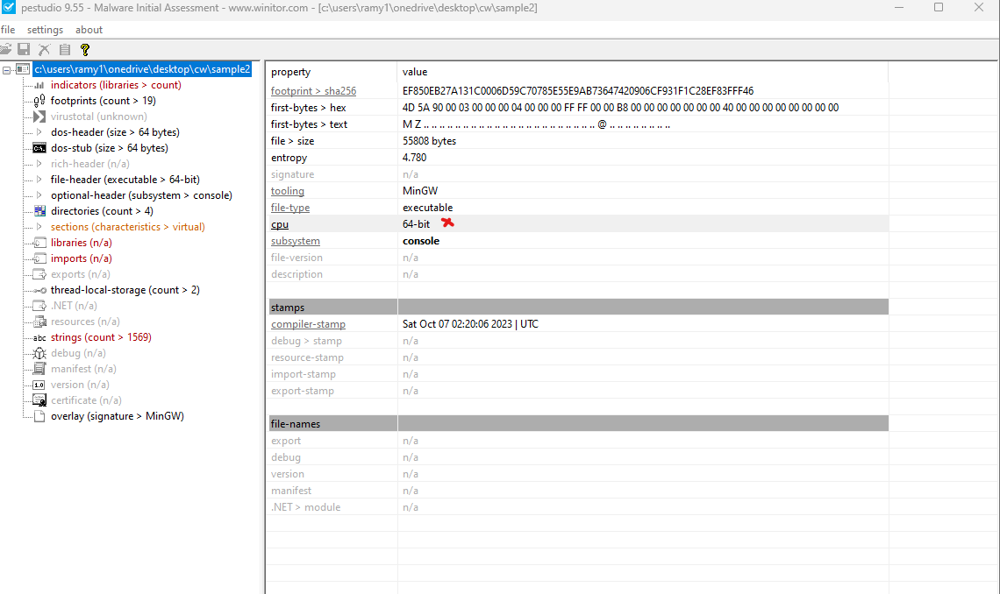 pestudio 9.55 - Malware Initial Assessment - www.winitor.com - [c:\users\ramy1\onedrive\desktop\cw\sample2]
file settings about
c:\users\ramy1\onedrive\desktop\cw\sample2
indicators (libraries > count)
footprints (count > 19)
virustotal (unknown)
dos-header (size > 64 bytes)
dos-stub (size > 64 bytes)
rich-header (n/a)
file-header (executable > 64-bit)
optional-header (subsystem > console)
directories (count > 4)
sections (characteristics > virtual)
libraries (n/a)
imports (n/a)
exports (n/a)
thread-local-storage (count > 2)
.NET (n/a)
resources (n/a)
abc strings (count > 1569)
debug (n/a)
manifest (n/a)
1.0 version (n/a)
certificate (n/a)
overlay (signature > MinGW)
property value
footprint > sha256 EF850EB27A131C0006D59C70785E55E9AB73647420906CF931F1C28EF83FFF46
first-bytes > hex 4D 5A 90 00 03 00 00 00 04 00 00 00 FF FF 00 00 B8 00 00 00 00 00 00 00 40 00 00 00 00 00 00 00 00
first-bytes > text M Z .. .. .. .. .. .. .. .. .. .. .. .. .. .. .. .. .. .. .. .. .. .. @ .. .. .. .. .. .. .. ..
file > size 55808 bytes
entropy 4.780
signature n/a
tooling MinGW
file-type executable
cpu 64-bit
subsystem console
file-version n/a
description n/a
stamps
compiler-stamp Sat Oct 07 02:20:06 2023 | UTC
debug > stamp n/a
resource-stamp n/a
import-stamp n/a
export-stamp n/a
file-names
export n/a
debug n/a
version n/a
manifest n/a
.NET > module n/a